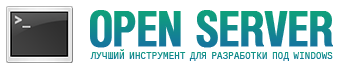 >_
OPEN SERVER
ЛУЧШИЙ ИНСТРУМЕНТ ДЛЯ РАЗРАБОТКИ ПОД WINDOWS